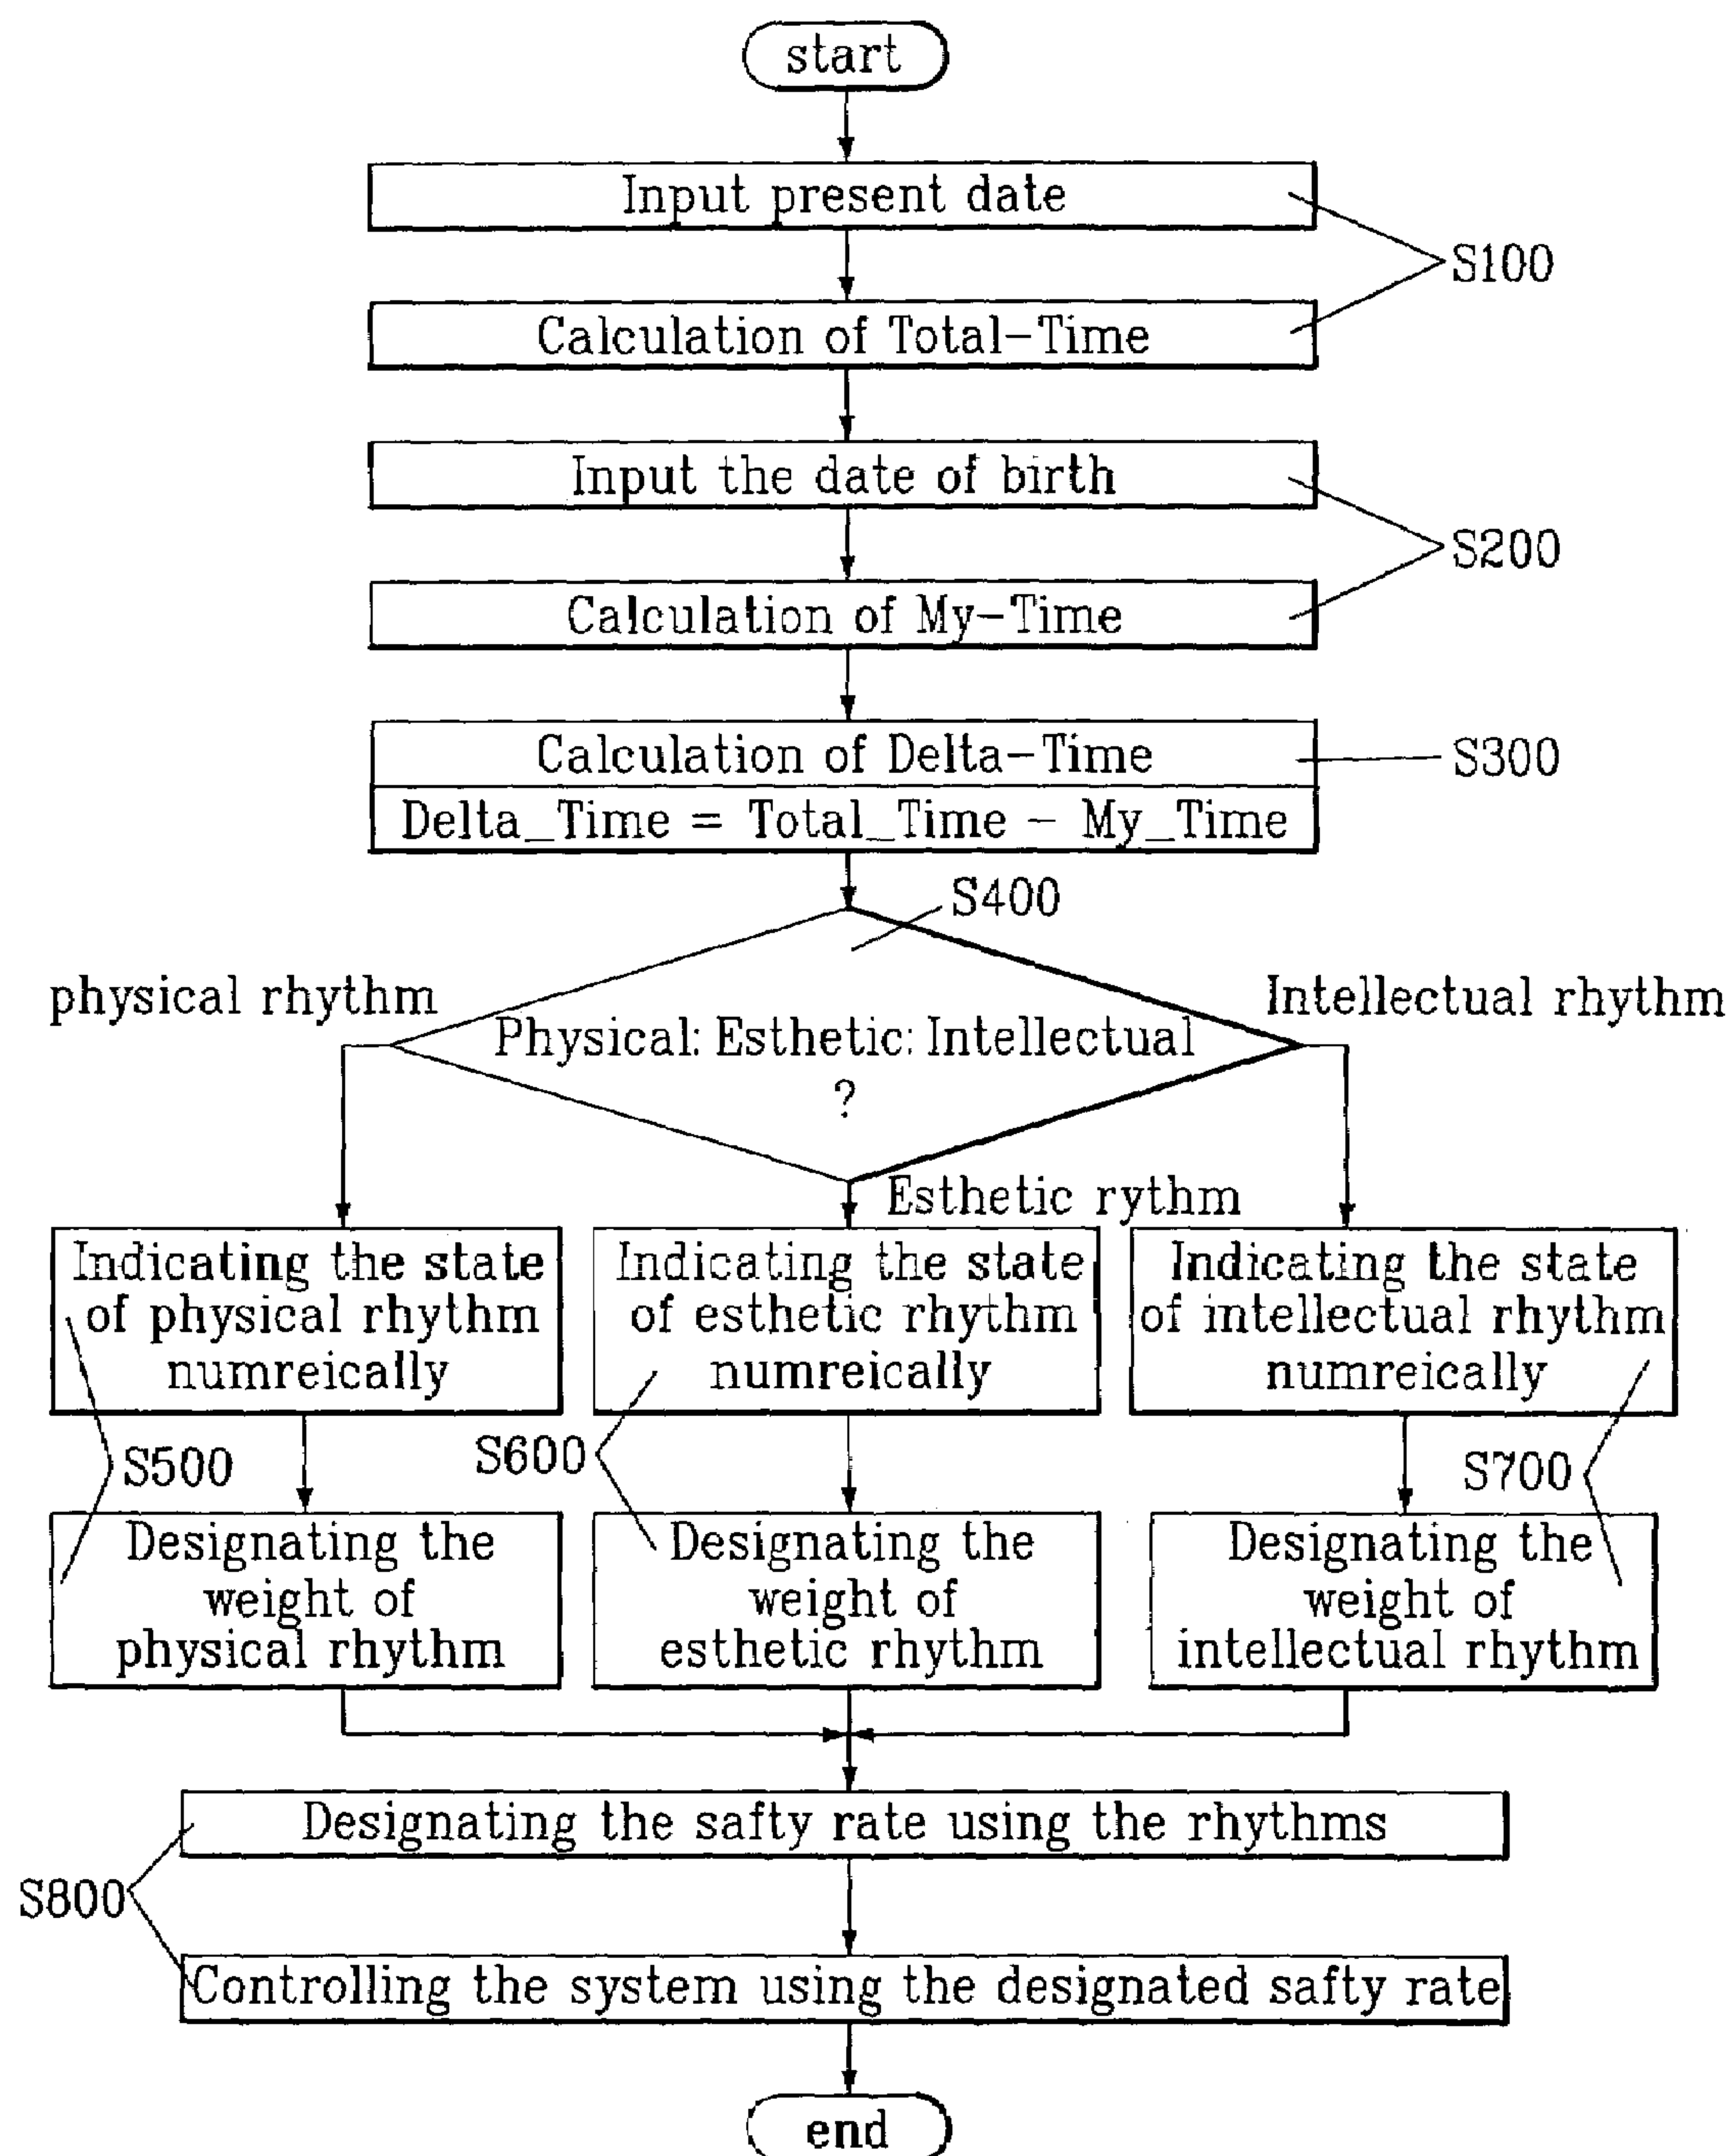 start
Input present date
S100
Calculation of Total-Time
Input the date of birth
S200
Calculation of My-Time
Calculation of Delta-Time
S300
Delta_Time = Total_Time - My_Time
S400
physical rhythm
Intellectual rhythm
Physical: Esthetic: Intellectual
?
Esthetic rythm
Indicating the state
of physical rhythm
numreically
Indicating the state
of esthetic rhythm
numreically
Indicating the state
of intellectual rhythm
numreically
S500
S600
S700
Designating the
weight of
physical rhythm
Designating the
weight of
esthetic rhythm
Designating the
weight of
intellectual rhythm
Designating the safty rate using the rhythms
S800
Controlling the system using the designated safty rate
end